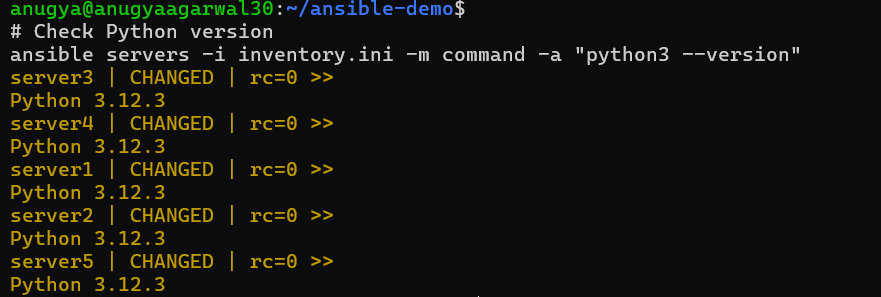 anugya@anugyaagarwal30:~/ansible-demo$
# Check Python version
ansible servers -i inventory.ini -m command -a "python3 --version"
server3 | CHANGED | rc=0 >>
Python 3.12.3
server4 | CHANGED | rc=0 >>
Python 3.12.3
server1 | CHANGED | rc=0 >>
Python 3.12.3
server2 | CHANGED | rc=0 >>
Python 3.12.3
server5 | CHANGED | rc=0 >>
Python 3.12.3